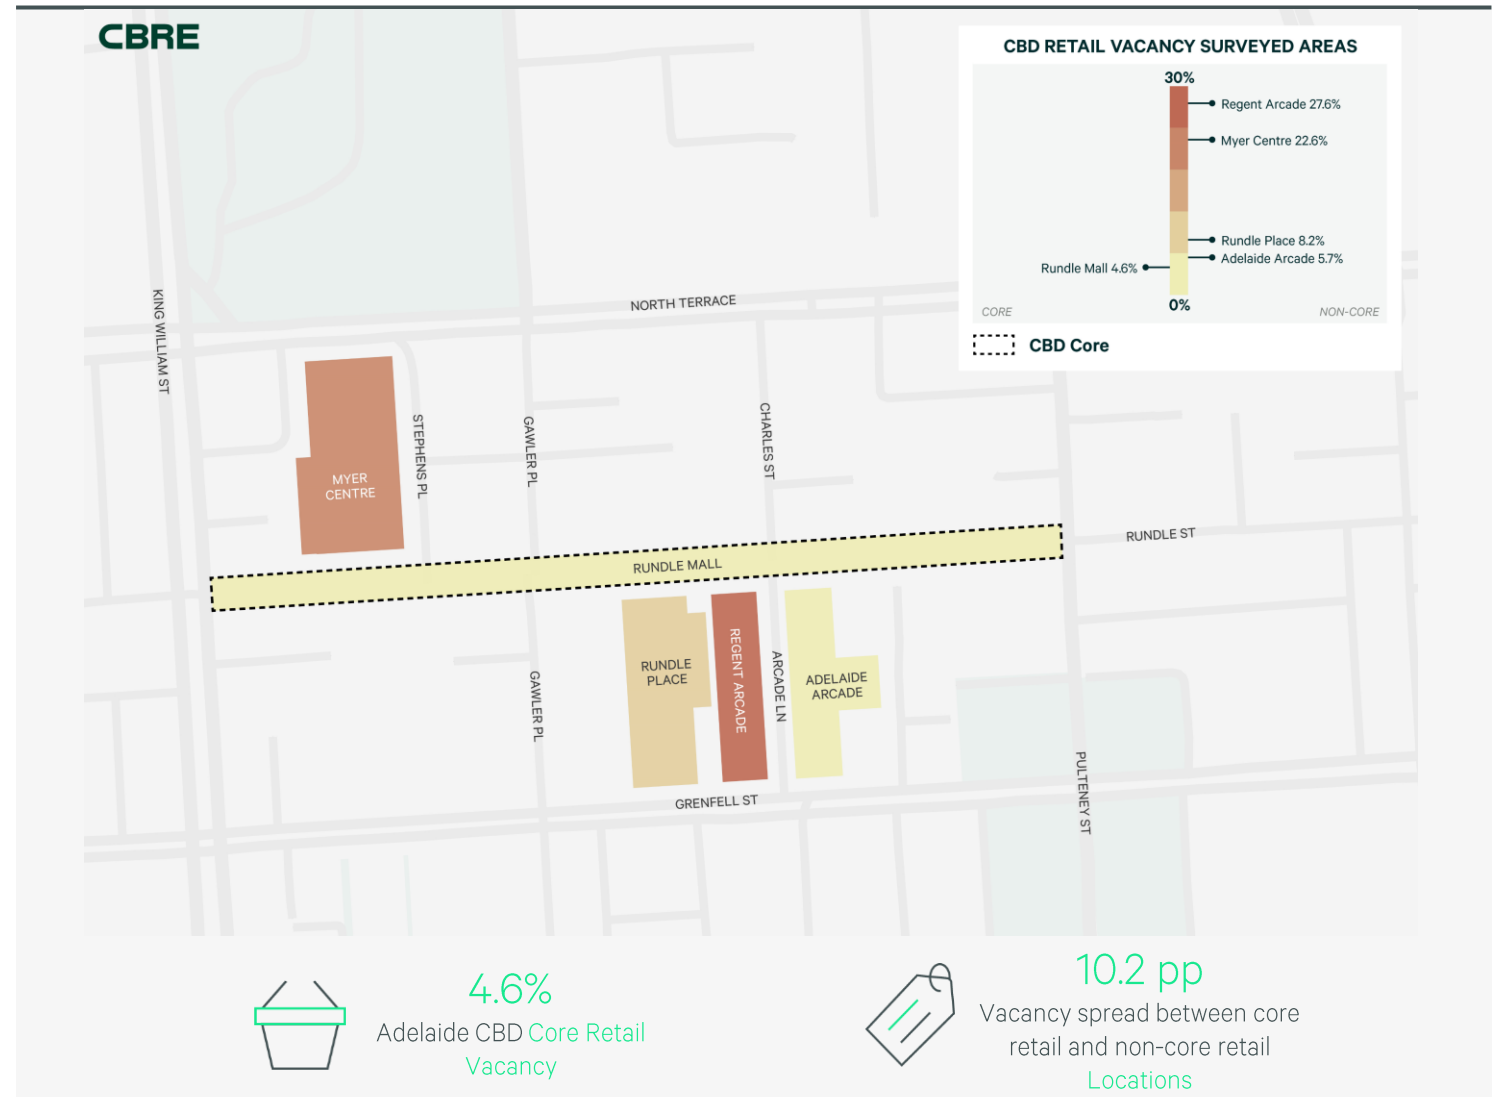 CBRE
CBD RETAIL VACANCY SURVEYED AREAS
30%
Regent Arcade 27.6%
Myer Centre 22.6%
Rundle Place 8.2%
Adelaide Arcade 5.7%
Rundle Mall 4.6%
0%
CORE
NON-CORE
CBD Core
KING WILLIAM ST
NORTH TERRACE
STEPHENS PL
GAWLER PL
CHARLES ST
MYER
CENTRE
RUNDLE ST
RUNDLE MALL
RUNDLE
PLACE
REGENT ARCADE
ARCADE LN
ADELAIDE
ARCADE
GAWLER PL
GRENFELL ST
PULTENEY ST
4.6%
Adelaide CBD Core Retail
Vacancy
10.2 pp
Vacancy spread between core
retail and non-core retail
Locations